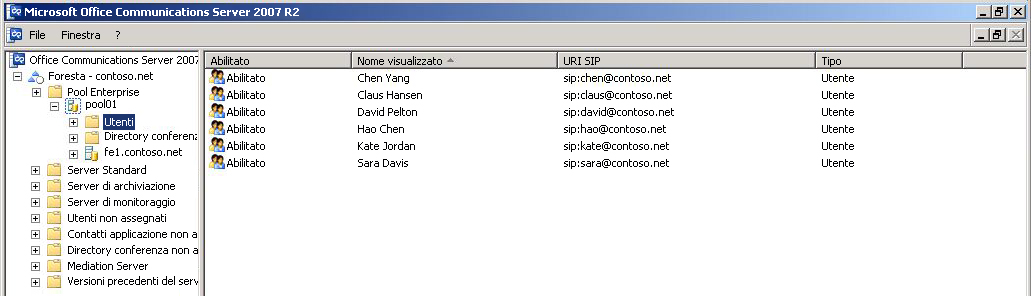 Microsoft Office Communications Server 2007 R2
File Finestra ?
Office Communications Server 2007
Foresta - contoso.net
Pool Enterprise
pool01
Utenti
Directory conferenza
fe1.contoso.net
Server Standard
Server di archiviazione
Server di monitoraggio
Utenti non assegnati
Contatti applicazione non a
Directory conferenza non a
Mediation Server
Versioni precedenti del serv
Abilitato Nome visualizzato URI SIP Tipo
Abilitato Chen Yang sip:chen@contoso.net Utente
Abilitato Claus Hansen sip:claus@contoso.net Utente
Abilitato David Pelton sip:david@contoso.net Utente
Abilitato Hao Chen sip:hao@contoso.net Utente
Abilitato Kate Jordan sip:kate@contoso.net Utente
Abilitato Sara Davis sip:sara@contoso.net Utente